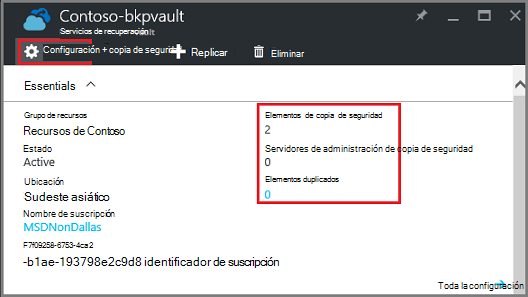 Contoso-bkpvault
Servicios de recuperación
Configuración + copia de seguridad
Replicar
Eliminar
Essentials
Grupo de recursos
Recursos de Contoso
Estado
Active
Ubicación
Sudeste asiático
Nombre de suscripción
MSDNonDallas
F7f09258-6753-4ca2
-b1ae-193798e2c9d8 identificador de suscripción
Elementos de copia de seguridad
2
Servidores de administración de copia de seguridad
0
Elementos duplicados
0
Toda la configuración